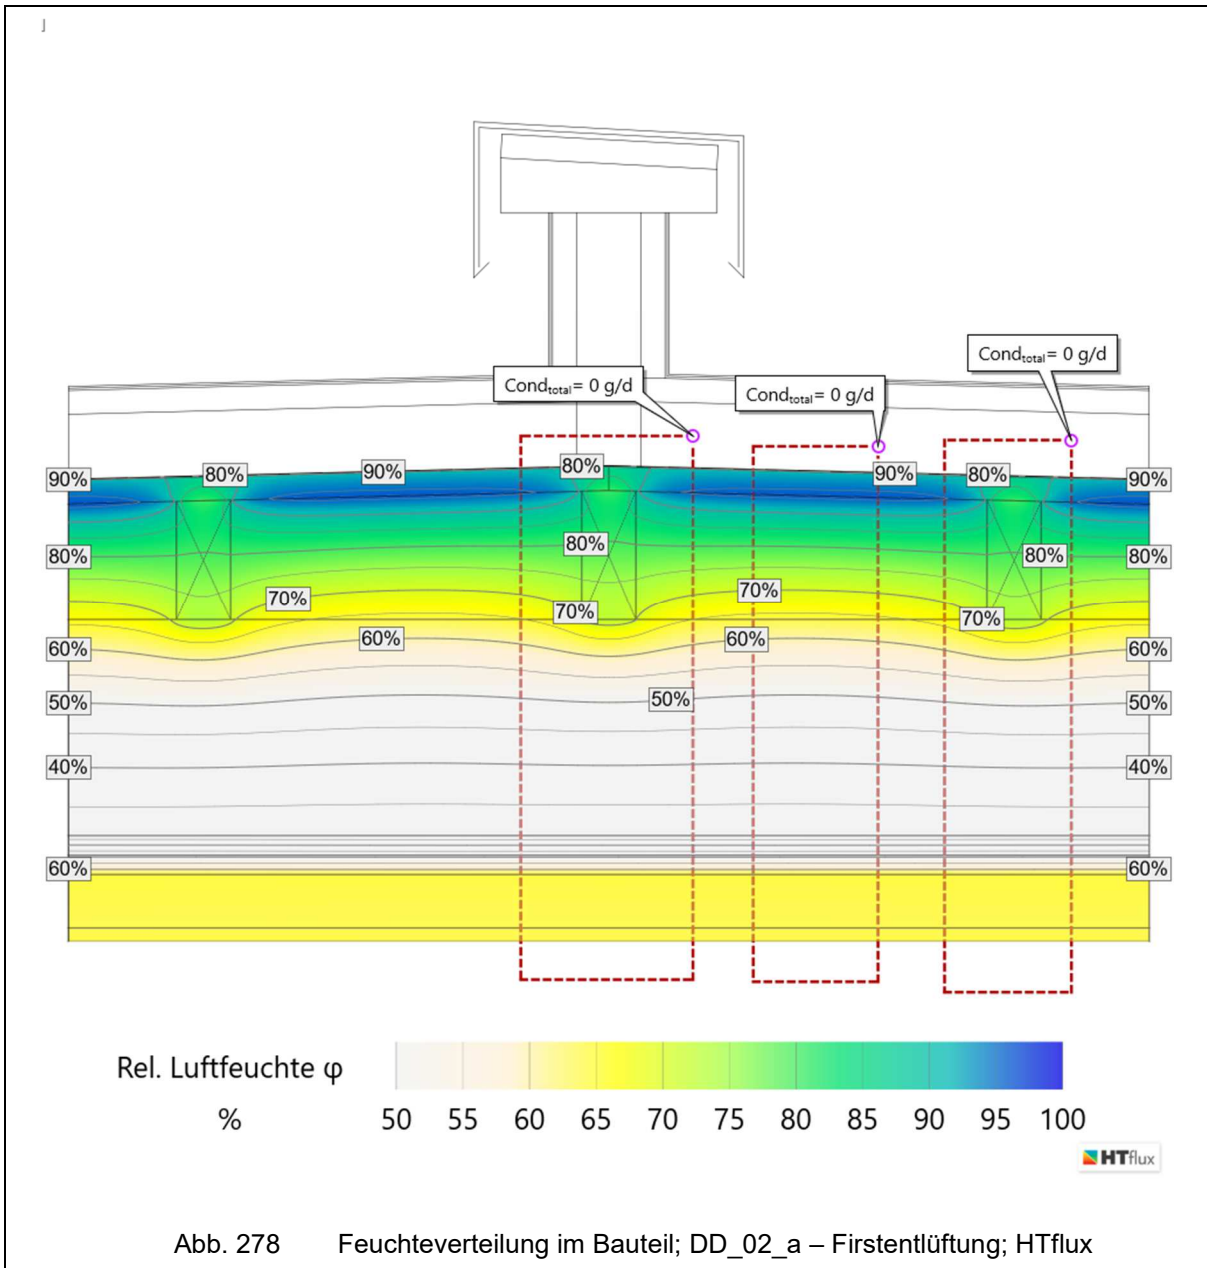 Cond_total = 0 g/d
Cond_total = 0 g/d
Cond_total = 0 g/d
90% 80% 90% 80% 90% 80% 90%
80% 80% 80% 80%
70% 70% 70% 70%
60% 60% 60% 60%
50% 50% 50%
40% 40%
60% 60%
Rel. Luftfeuchte φ
% 50 55 60 65 70 75 80 85 90 95 100
HTflux
Abb. 278 Feuchteverteilung im Bauteil; DD_02_a – Firstentlüftung; HTflux